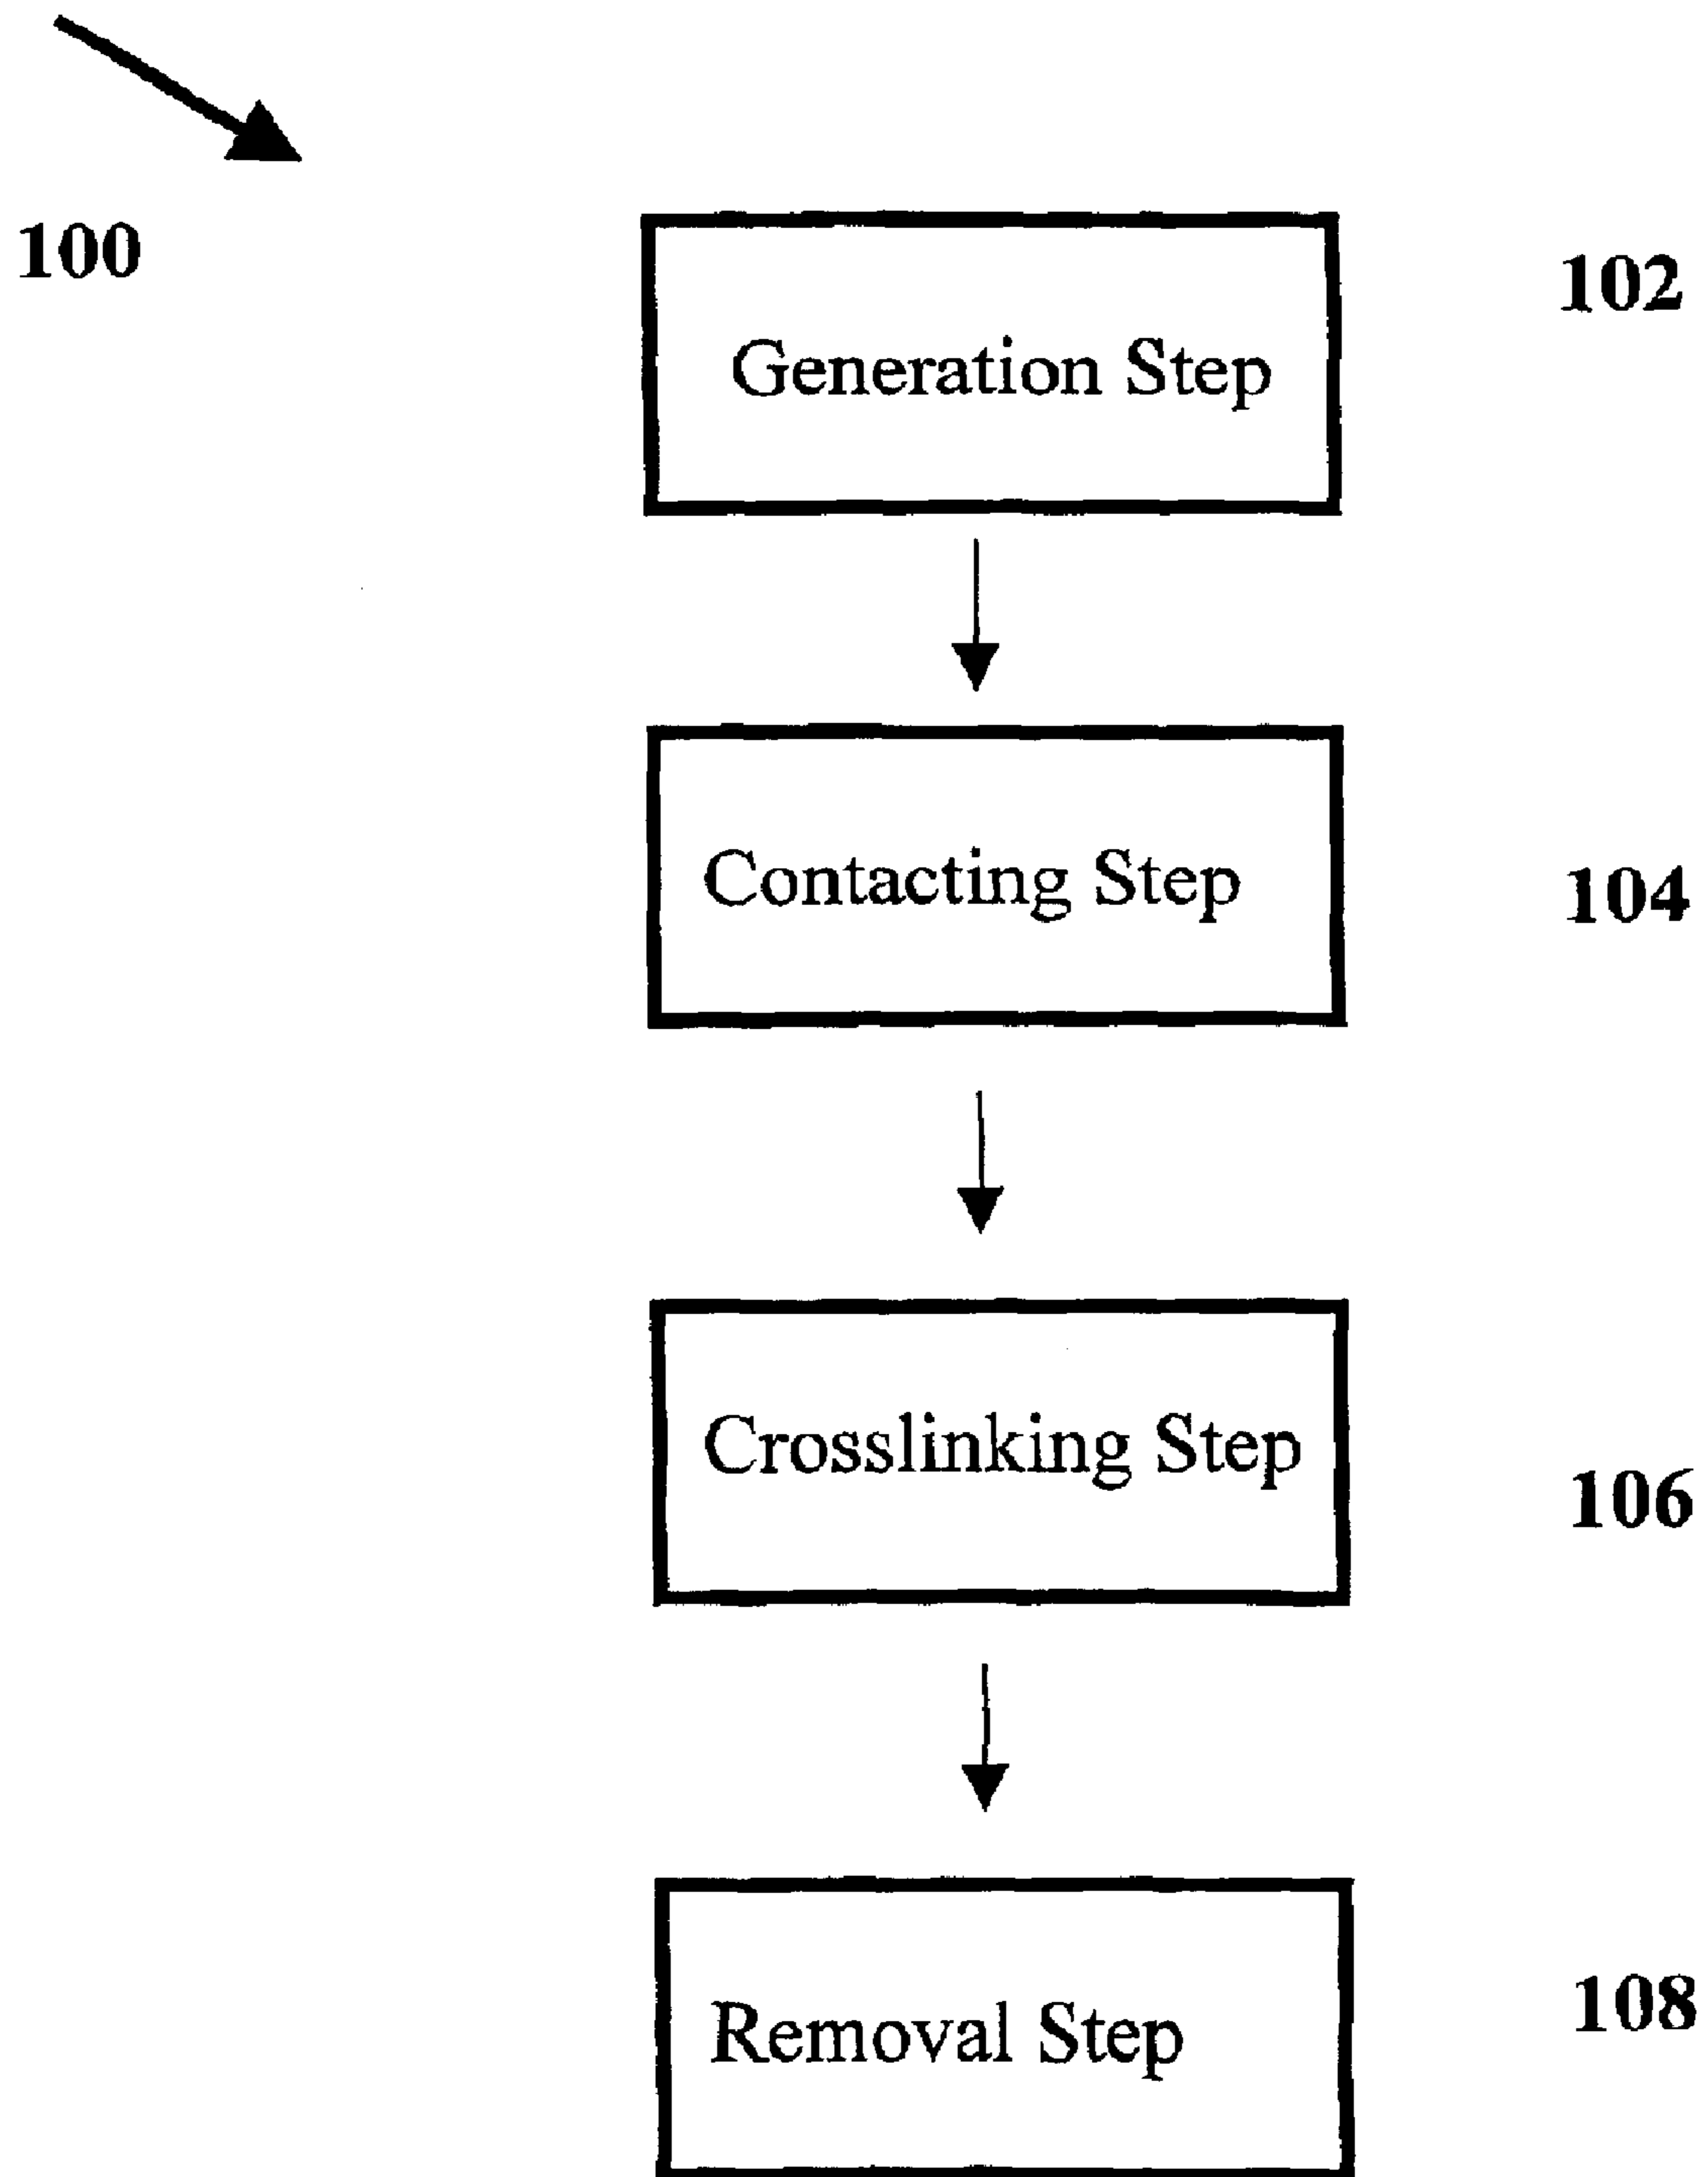 100
102
Generation Step
Contacting Step
104
Crosslinking Step
106
Removal Step
108